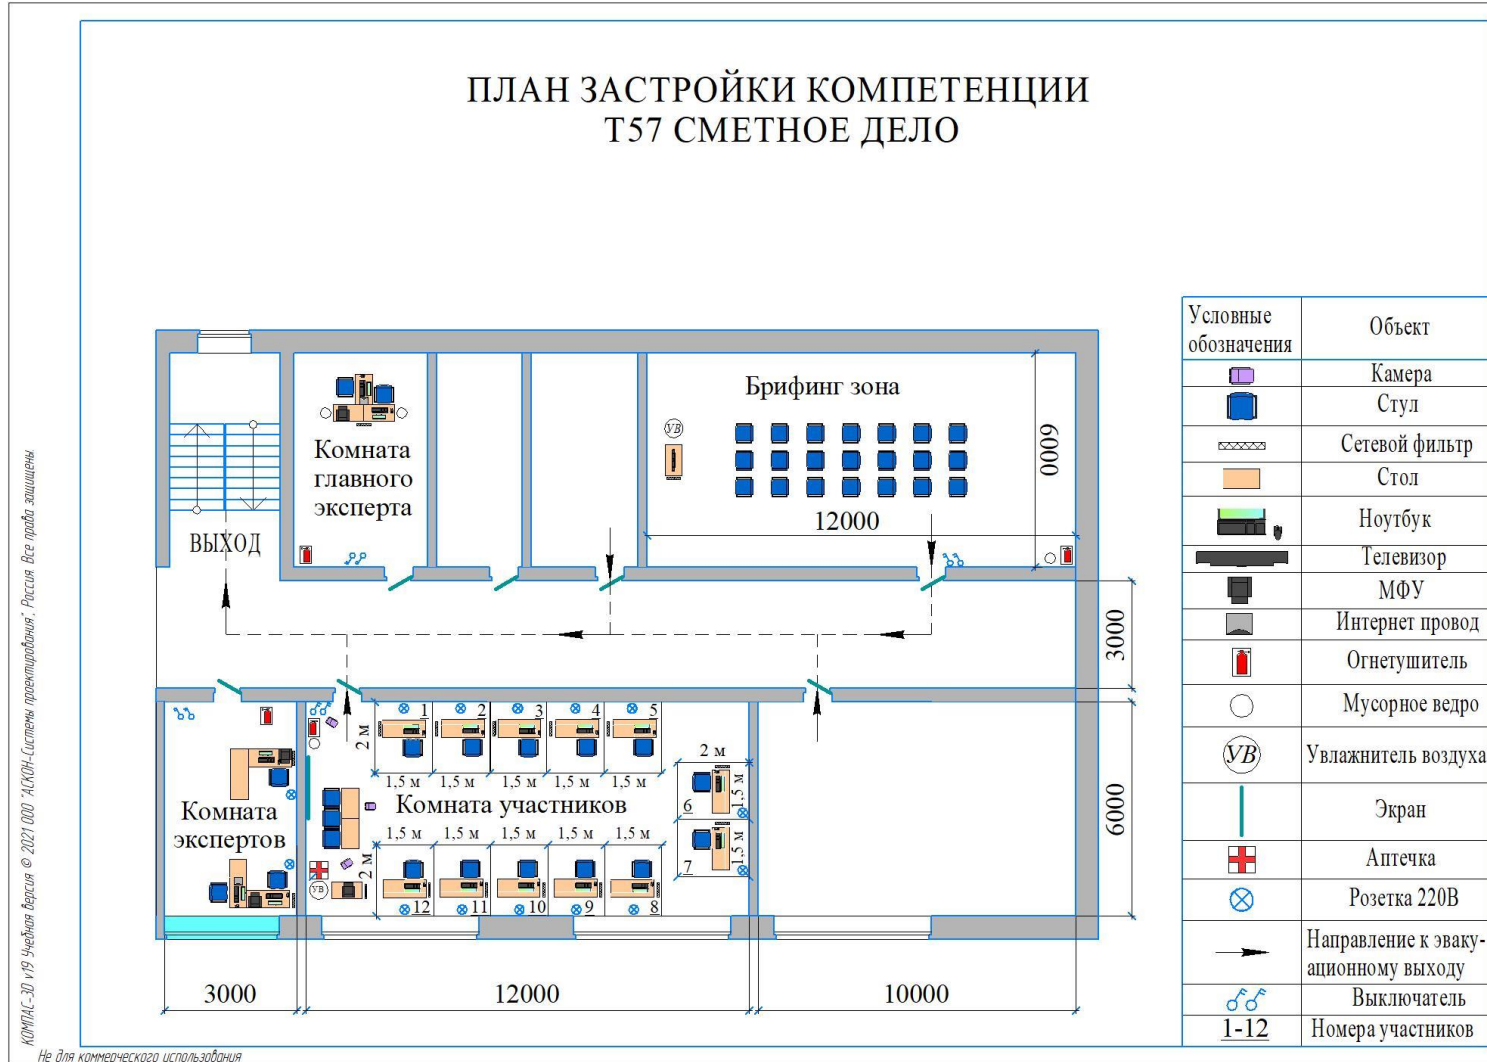 ПЛАН ЗАСТРОЙКИ КОМПЕТЕНЦИИ
Т57 СМЕТНОЕ ДЕЛО
Условные
обозначения
Объект
Камера
Стул
Сетевой фильтр
Стол
Ноутбук
Телевизор
МФУ
Интернет провод
Огнетушитель
Мусорное ведро
УВ
Увлажнитель воздуха
Экран
Аптечка
Розетка 220В
Направление к эваку-
ационному выходу
Выключатель
1-12
Номера участников
Комната
главного
эксперта
Брифинг зона
УВ
12000
6000
ВЫХОД
3000
6000
1
2
3
4
5
2 м
1,5 м
1,5 м
1,5 м
1,5 м
1,5 м
2 м
6
1,5 м
7
1,5 м
Комната
экспертов
Комната участников
1,5 м
1,5 м
1,5 м
1,5 м
1,5 м
2 м
УВ
12
11
10
9
8
3000
12000
10000
КОМПАС-3D v19 Учебная версия © 2021 ООО "АСКОН-Системы проектирования", Россия. Все права защищены.
Не для коммерческого использования